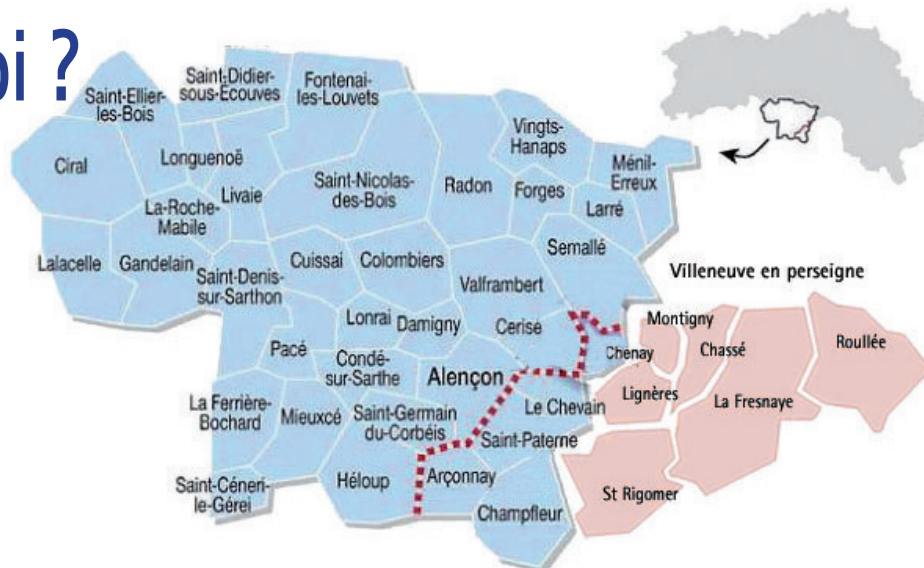 oi ?
Saint-Ellier-
les-Bois
Saint-Didier-
sous-Ecouves
Fontenai-
les-Louvets
Vingts-
Hanaps
Ciral
Longuenoë
Livaie
Saint-Nicolas-
des-Bois
Radon
Forges
Ménil-
Erreux
Larré
La-Roche-
Mabile
Lalacelle
Gandelain
Saint-Denis-
sur-Sarthon
Cuissai
Colombiers
Semallé
Valframbert
Villeneuve en perseigne
Lonrai
Damigny
Cerisé
Montigny
Chenay
Chassé
Roullée
Pacé
Condé-
sur-Sarthe
Alençon
Lignères
La Fresnaye
La Ferrière-
Bochard
Mieuxcé
Saint-Germain
du-Corbéis
Le Chevain
Saint-Paterne
Saint-Céneri-
le-Gérei
Héloup
Arçonnay
Champfleur
St Rigomer